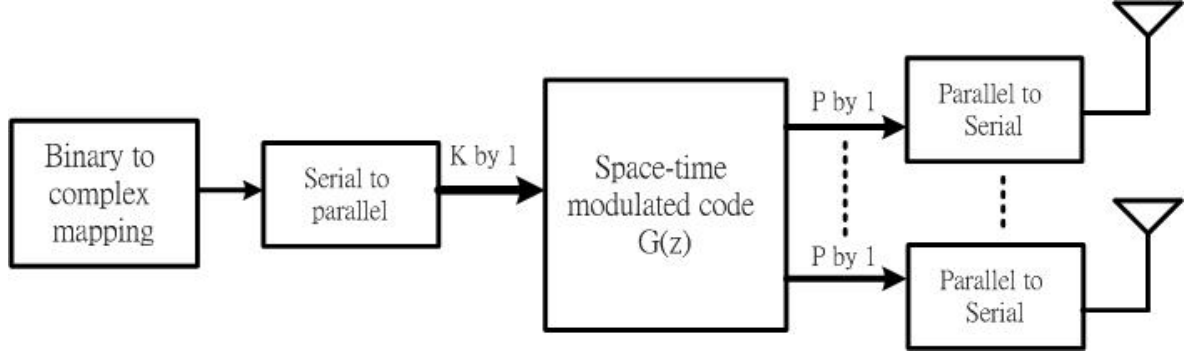 Binary to
complex
mapping
Serial to
parallel
K by 1
Space-time
modulated code
G(z)
P by 1
Parallel to
Serial
P by 1
Parallel to
Serial